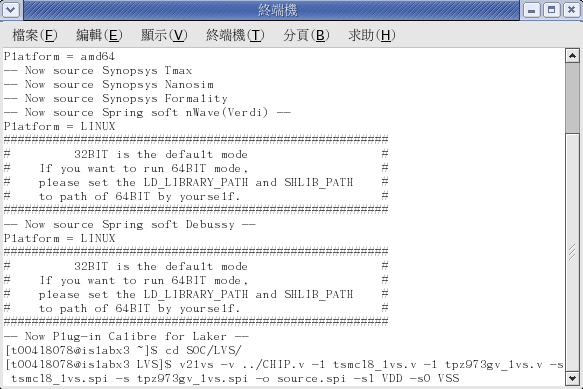 終端機
檔案(F) 編輯(E) 顯示(V) 終端機(T) 分頁(B) 求助(H)
Platform = amd64
-- Now source Synopsys Tmax
-- Now source Synopsys Nanosim
-- Now source Synopsys Formality
-- Now source Spring soft nWave(Verdi) --
Platform = LINUX
#######################################################
# 32BIT is the default mode #
# If you want to run 64BIT mode, #
# please set the LD_LIBRARY_PATH and SHLIB_PATH #
# to path of 64BIT by yourself. #
#######################################################
-- Now source Spring soft Debussy --
Platform = LINUX
#######################################################
# 32BIT is the default mode #
# If you want to run 64BIT mode, #
# please set the LD_LIBRARY_PATH and SHLIB_PATH #
# to path of 64BIT by yourself. #
#######################################################
-- Now Plug-in Calibre for Laker --
[t00418078@islabx3 ~]$ cd SOC/LVS/
[t00418078@islabx3 LVS]$ v2lvs -v ../CHIP.v -l tsmc18_lvs.v -l tpz973gv_lvs.v -s
tsmc18_lvs.spi -s tpz973gv_lvs.spi -o source.spi -s1 VDD -s0 VSS